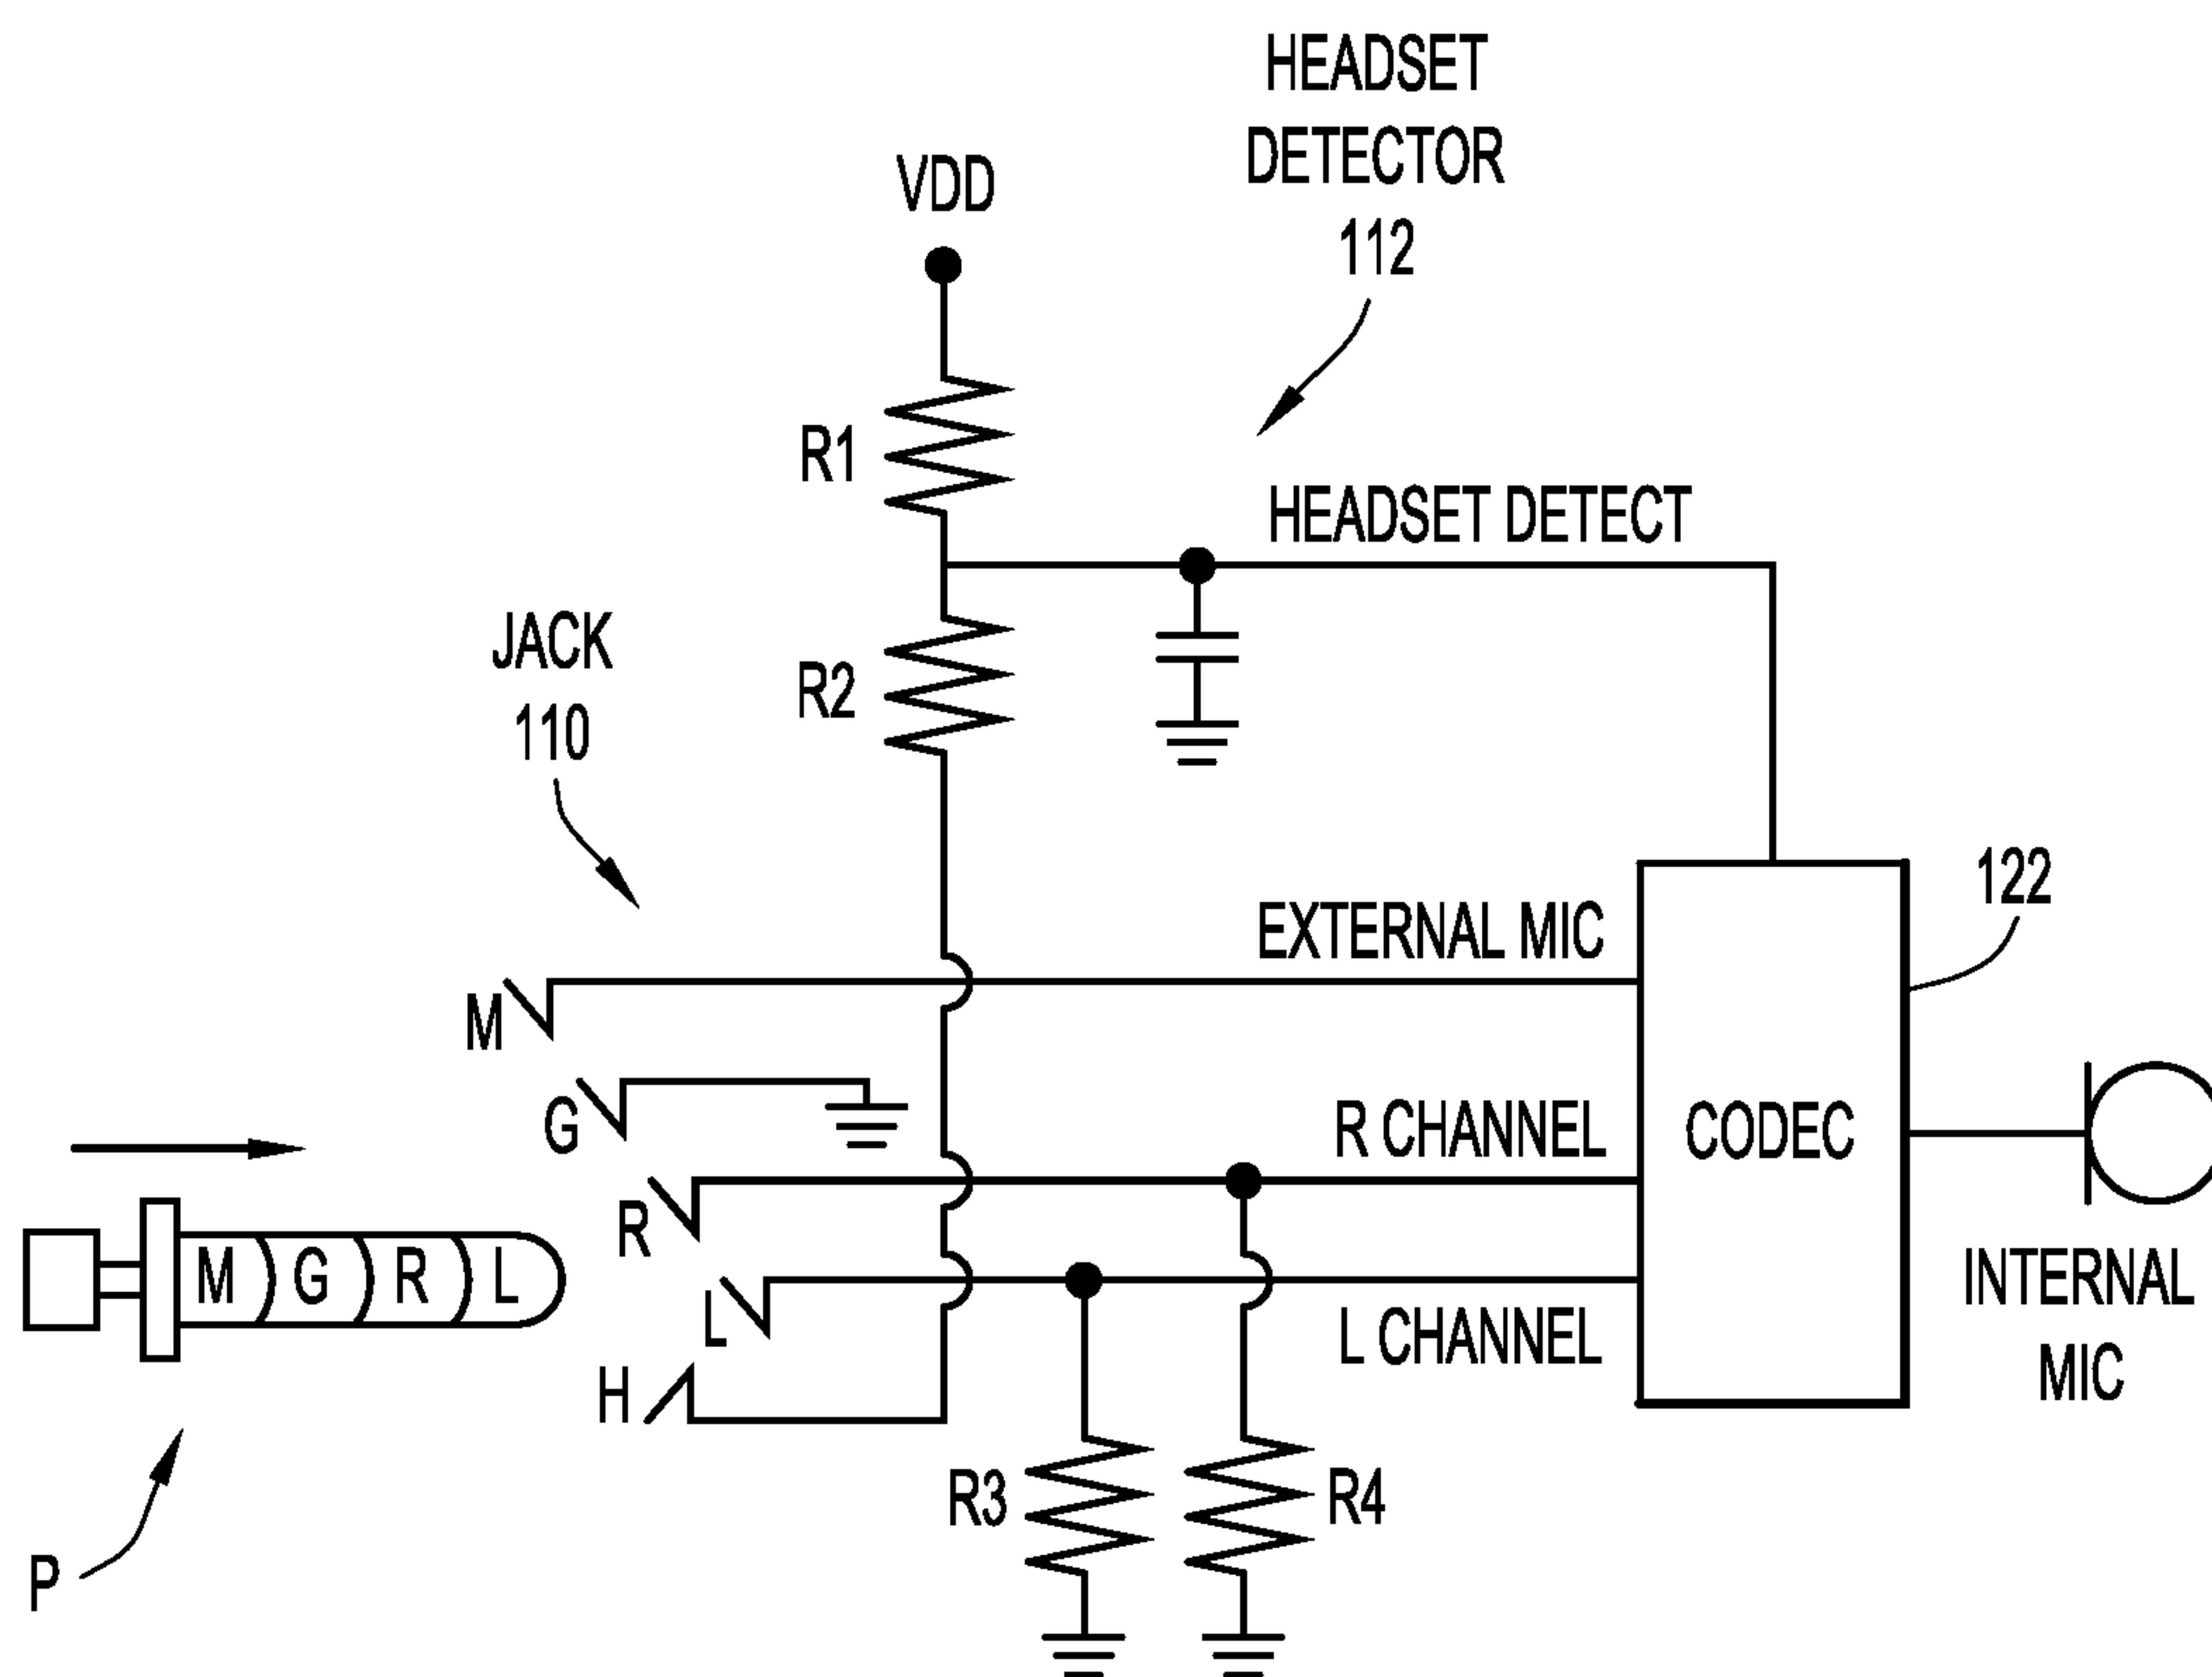 HEADSET
DETECTOR
112
VDD
R1
HEADSET DETECT
JACK
110
R2
122
EXTERNAL MIC
M
G
R CHANNEL
CODEC
R
M G R L
L
L CHANNEL
INTERNAL
MIC
H
R3
R4
P